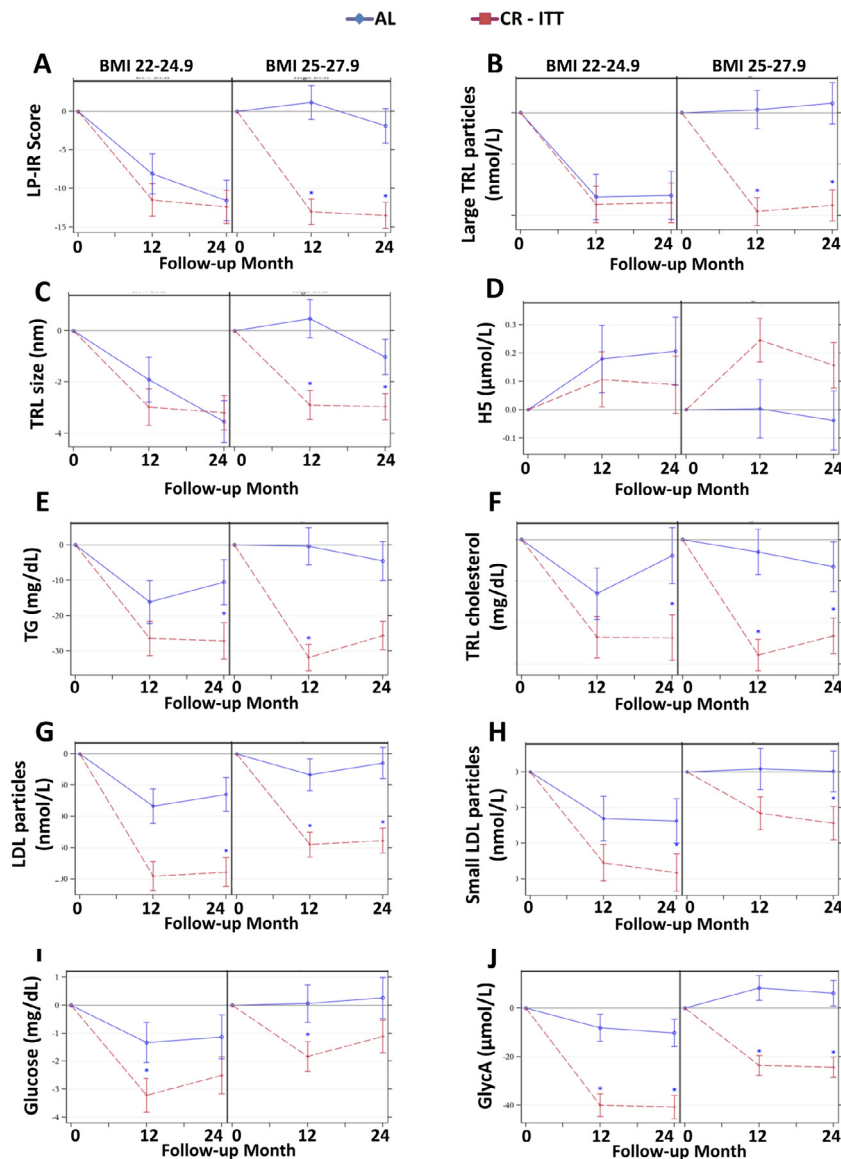 AL CR - ITT
A BMI 22-24.9 BMI 25-27.9
LP-IR Score
0
-5
-10
-15
0 12 24 0 12 24
Follow-up Month
B BMI 22-24.9 BMI 25-27.9
Large TRL particles
(nmol/L)
0 12 24 0 12 24
Follow-up Month
C
TRL size (nm)
0
-2
-4
0 12 24 0 12 24
Follow-up Month
D
H5 (µmol/L)
0.3
0.2
0.1
0.0
-0.1
0 12 24 0 12 24
Follow-up Month
E
TG (mg/dL)
0
-10
-20
-30
0 12 24 0 12 24
Follow-up Month
F
TRL cholesterol
(mg/dL)
0 12 24 0 12 24
Follow-up Month
G
LDL particles
(nmol/L)
0
0 12 24 0 12 24
Follow-up Month
H
Small LDL particles
(nmol/L)
0 12 24 0 12 24
Follow-up Month
I
Glucose (mg/dL)
0
-1
-2
-3
-4
0 12 24 0 12 24
Follow-up Month
J
GlycA (µmol/L)
0
-20
-40
0 12 24 0 12 24
Follow-up Month